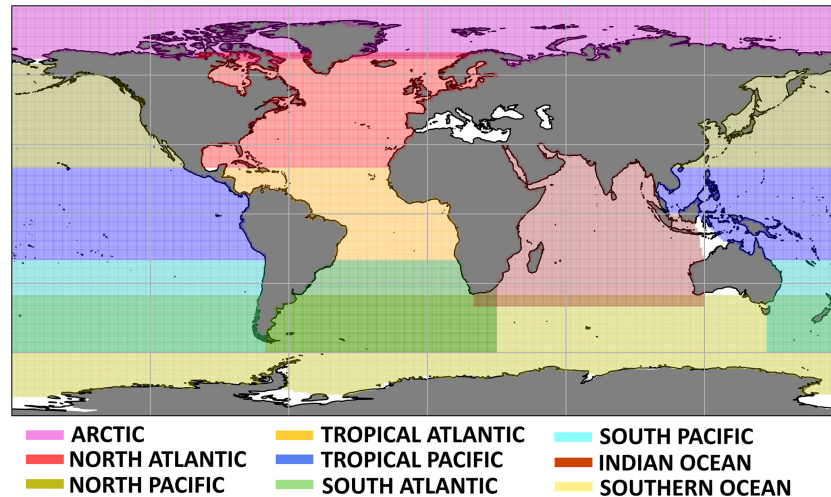 ARCTIC
NORTH ATLANTIC
NORTH PACIFIC
TROPICAL ATLANTIC
TROPICAL PACIFIC
SOUTH ATLANTIC
SOUTH PACIFIC
INDIAN OCEAN
SOUTHERN OCEAN